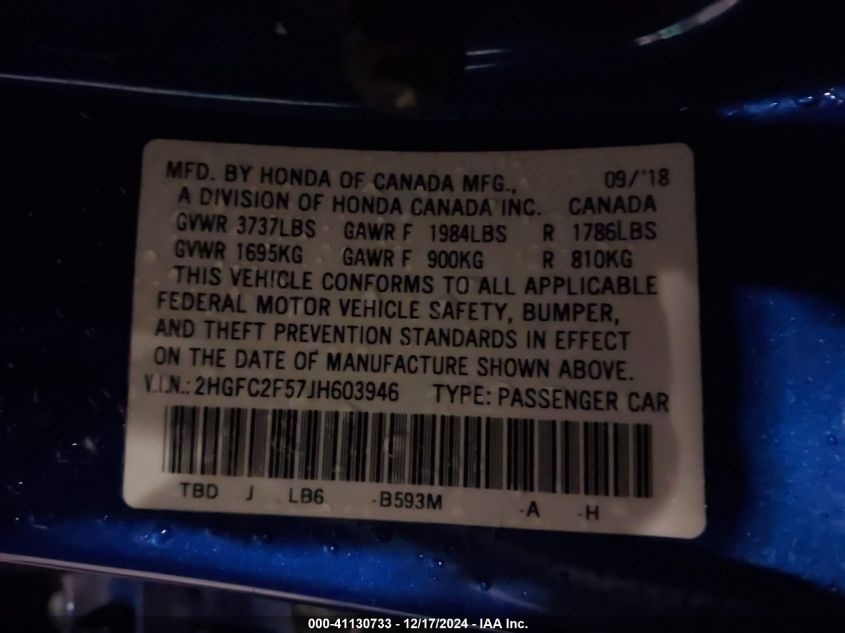 MFD. BY HONDA OF CANADA MFG., 09/'18
A DIVISION OF HONDA CANADA INC. CANADA
GVWR 3737LBS GAWR F 1984LBS R 1786LBS
GVWR 1695KG GAWR F 900KG R 810KG
THIS VEHICLE CONFORMS TO ALL APPLICABLE
FEDERAL MOTOR VEHICLE SAFETY, BUMPER,
AND THEFT PREVENTION STANDARDS IN EFFECT
ON THE DATE OF MANUFACTURE SHOWN ABOVE.
V.I.N.: 2HGFC2F57JH603946 TYPE: PASSENGER CAR
TBD J LB6 -B593M -A -H
000-41130733 - 12/17/2024 - IAA Inc.